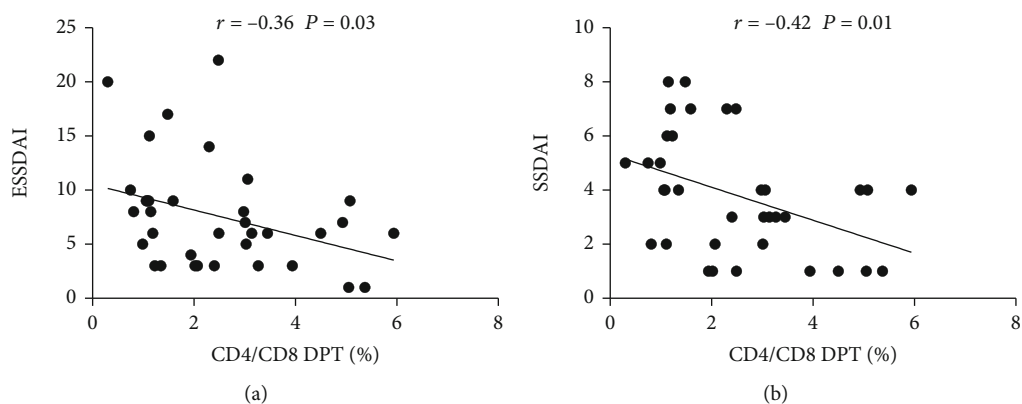 r = –0.36 P = 0.03
25
20
15
10
5
0
ESSDAI
0 2 4 6 8
CD4/CD8 DPT (%)
(a)
r = –0.42 P = 0.01
10
8
6
4
2
0
SSDAI
0 2 4 6 8
CD4/CD8 DPT (%)
(b)